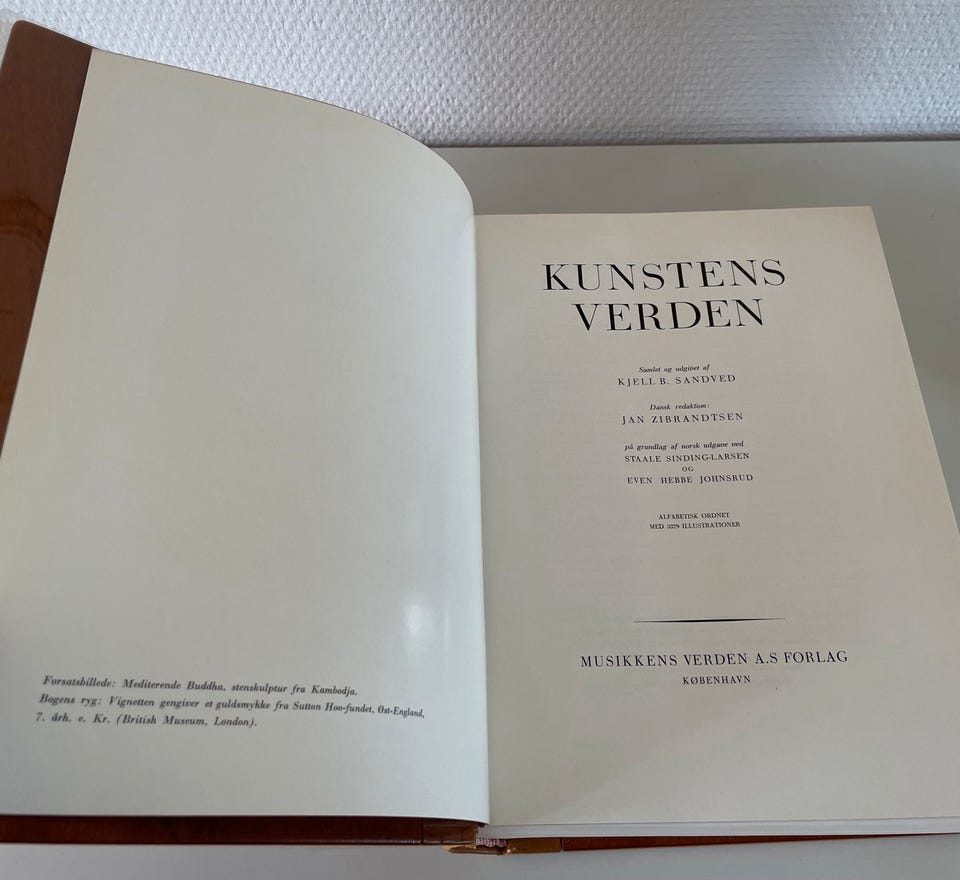 Forsatsbillede: Mediterende Buddha, stenskulptur fra Kambodja.
Bogens ryg: Vignetten gengiver et guldsmykke fra Sutton Hoo-fundet, Øst-England,
7. årh. e. Kr. (British Museum, London).
KUNSTENS
VERDEN
Samlet og udgivet af
KJELL B. SANDVED
Dansk redaktion:
JAN ZIBRANDTSEN
på grundlag af norsk udgave ved
STAALE SINDING-LARSEN
OG
EVEN HEBBE JOHNSRUD
ALFABETISK ORDNET
MED 3379 ILLUSTRATIONER
MUSIKKENS VERDEN A.S FORLAG
KØBENHAVN